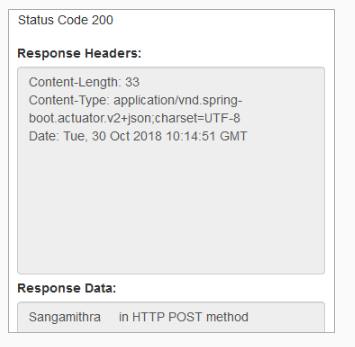 Status Code 200
Response Headers:
Content-Length: 33
Content-Type: application/vnd.spring-
boot.actuator.v2+json;charset=UTF-8
Date: Tue, 30 Oct 2018 10:14:51 GMT
Response Data:
Sangamithra in HTTP POST method